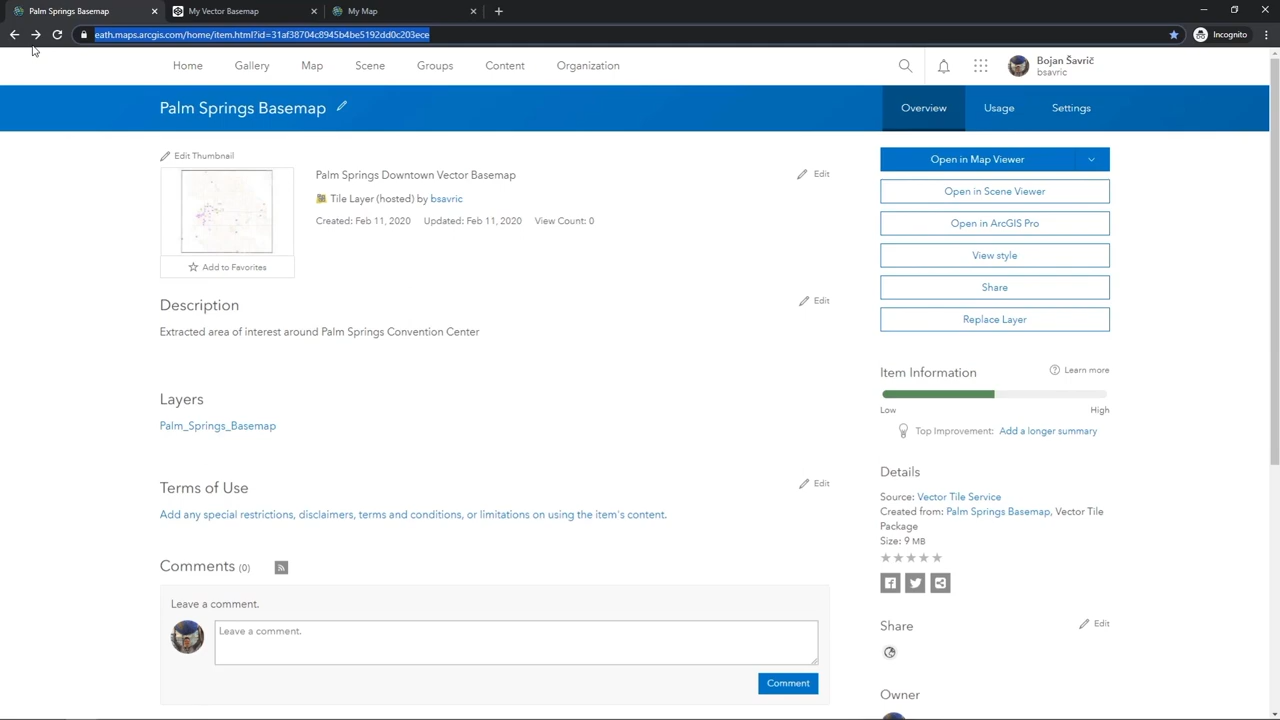 Palm Springs Basemap
My Vector Basemap
My Map
eath.maps.arcgis.com/home/item.html?id=31af38704c8945b4be5192dd0c203ece
Incognito
Home
Gallery
Map
Scene
Groups
Content
Organization
Bojan Šavrič
bsavric
Palm Springs Basemap
Overview
Usage
Settings
Edit Thumbnail
Add to Favorites
Palm Springs Downtown Vector Basemap
Edit
Tile Layer (hosted) by bsavric
Created: Feb 11, 2020 Updated: Feb 11, 2020 View Count: 0
Description
Edit
Extracted area of interest around Palm Springs Convention Center
Layers
Palm_Springs_Basemap
Terms of Use
Edit
Add any special restrictions, disclaimers, terms and conditions, or limitations on using the item's content.
Comments (0)
Leave a comment.
Leave a comment.
Comment
Open in Map Viewer
Open in Scene Viewer
Open in ArcGIS Pro
View style
Share
Replace Layer
Item Information
Learn more
Low
High
Top Improvement: Add a longer summary
Details
Source: Vector Tile Service
Created from: Palm Springs Basemap, Vector Tile
Package
Size: 9 MB
Share
Edit
Owner